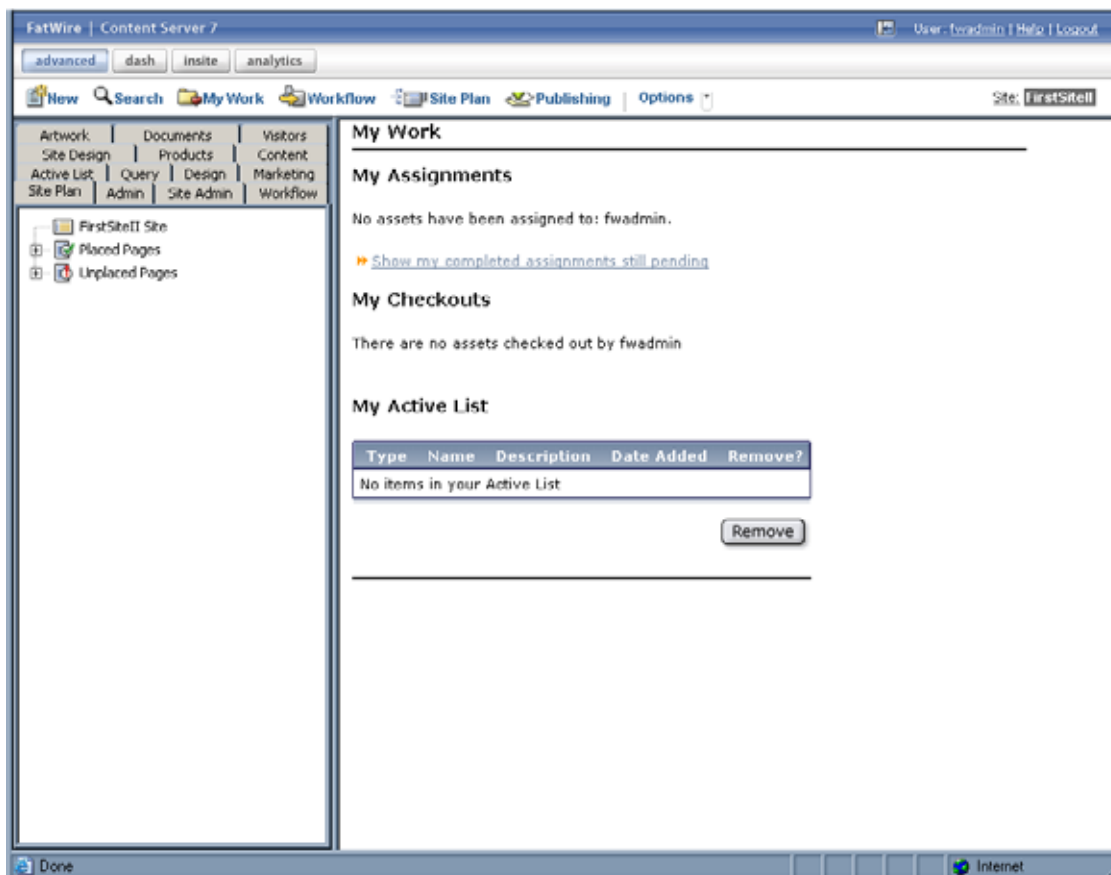 FatWire | Content Server 7
User: fwadmin | Help | Logout
advanced dash insite analytics
New Search My Work Workflow Site Plan Publishing | Options
Site: FirstSiteII
Artwork Documents Visitors
Site Design Products Content
Active List Query Design Marketing
Site Plan Admin Site Admin Workflow
FirstSiteII Site
Placed Pages
Unplaced Pages
My Work
My Assignments
No assets have been assigned to: fwadmin.
Show my completed assignments still pending
My Checkouts
There are no assets checked out by fwadmin
My Active List
Type Name Description Date Added Remove?
No items in your Active List
Remove
Done
Internet